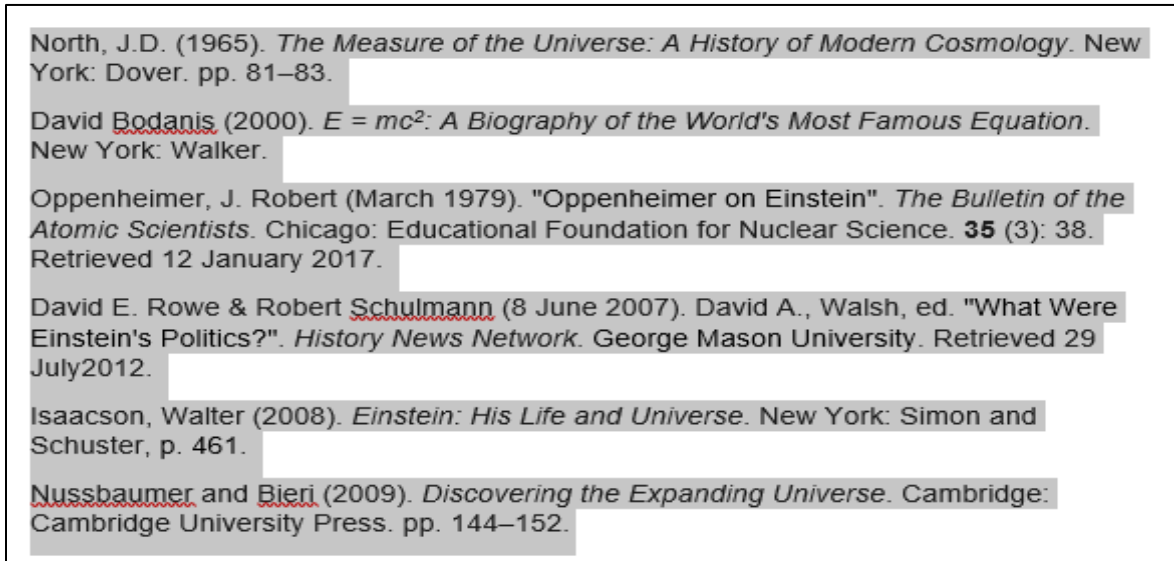 North, J.D. (1965). The Measure of the Universe: A History of Modern Cosmology. New
York: Dover. pp. 81–83.
David Bodanis (2000). E = mc²: A Biography of the World's Most Famous Equation.
New York: Walker.
Oppenheimer, J. Robert (March 1979). "Oppenheimer on Einstein". The Bulletin of the
Atomic Scientists. Chicago: Educational Foundation for Nuclear Science. 35 (3): 38.
Retrieved 12 January 2017.
David E. Rowe & Robert Schulmann (8 June 2007). David A., Walsh, ed. "What Were
Einstein's Politics?". History News Network. George Mason University. Retrieved 29
July2012.
Isaacson, Walter (2008). Einstein: His Life and Universe. New York: Simon and
Schuster, p. 461.
Nussbaumer and Bieri (2009). Discovering the Expanding Universe. Cambridge:
Cambridge University Press. pp. 144–152.